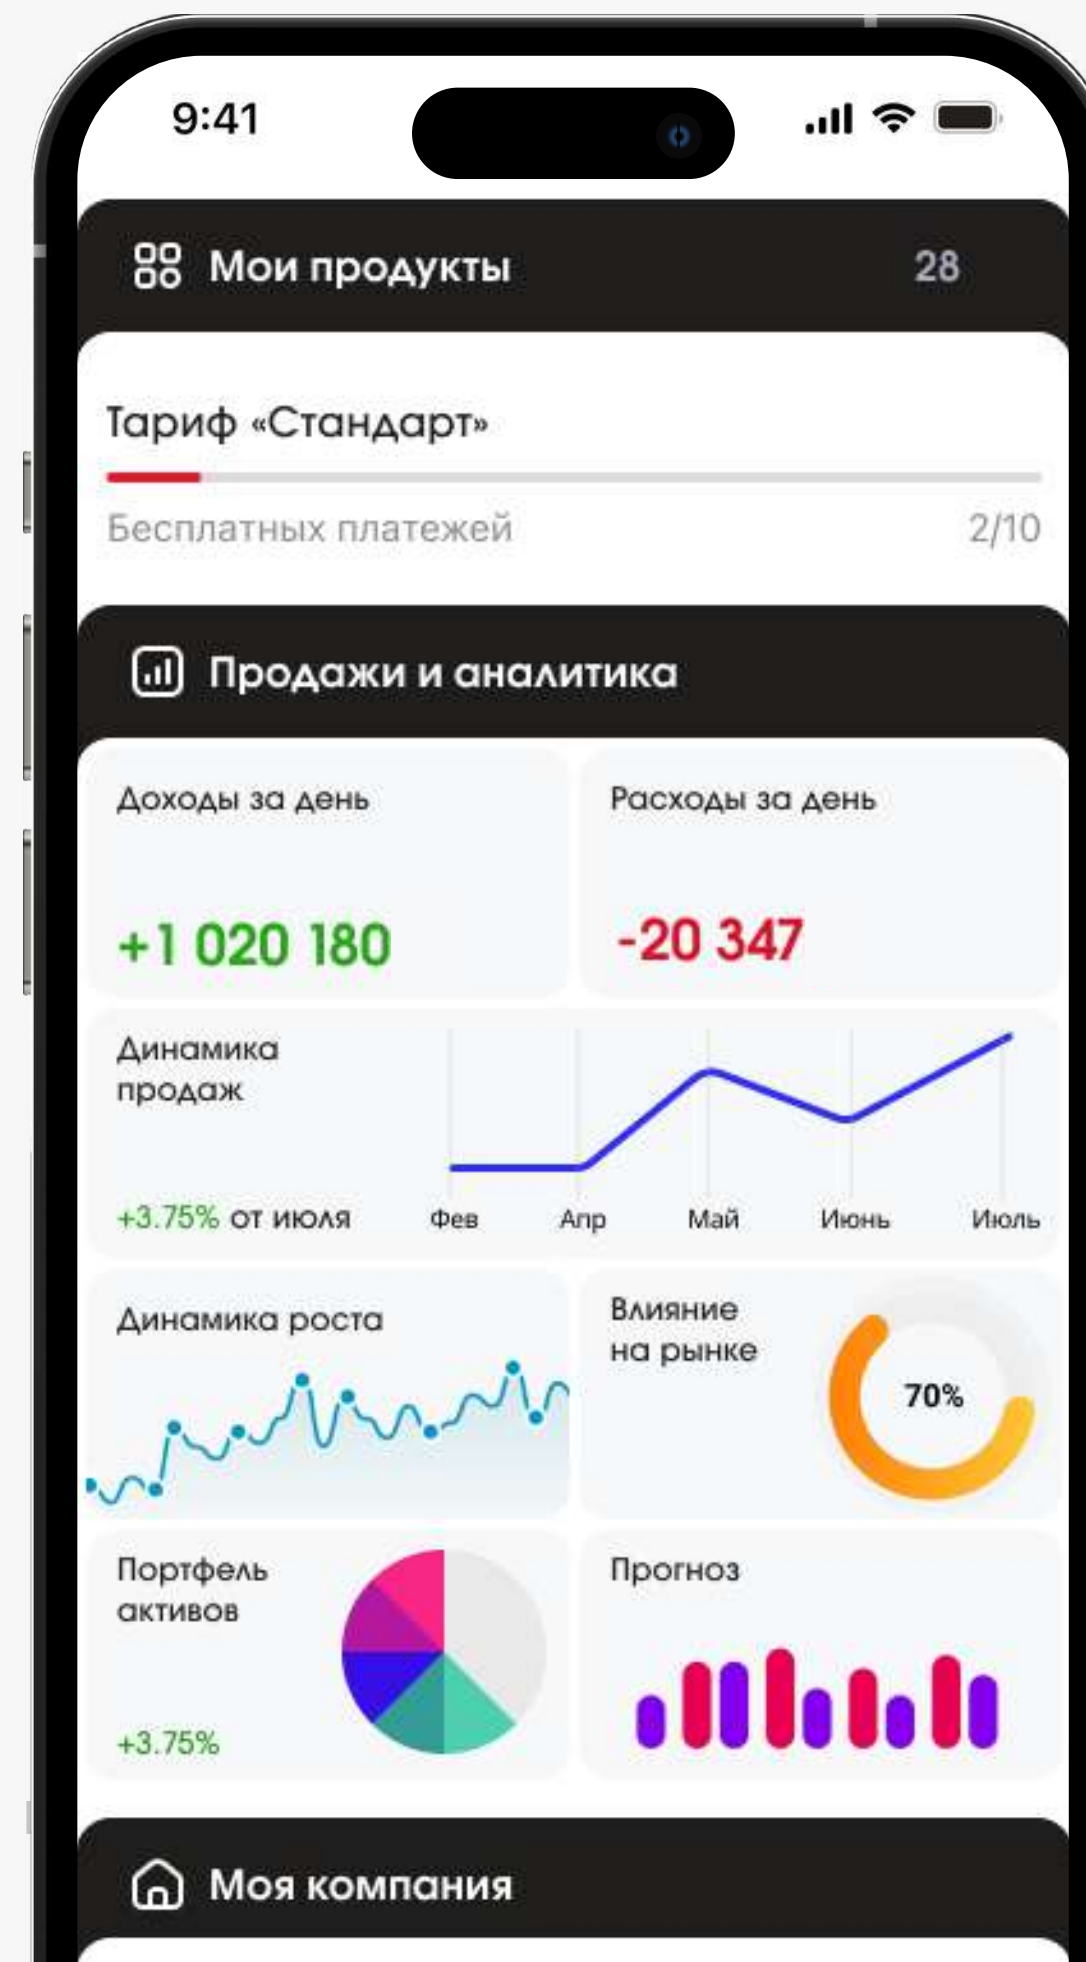 9:41
Мои продукты 28
Тариф «Стандарт»
Бесплатных платежей 2/10
Продажи и аналитика
Доходы за день
+1 020 180
Расходы за день
-20 347
Динамика
продаж
+3.75% от июля
Фев Апр Май Июнь Июль
Динамика роста
Влияние
на рынке
70%
Портфель
активов
+3.75%
Прогноз
Моя компания